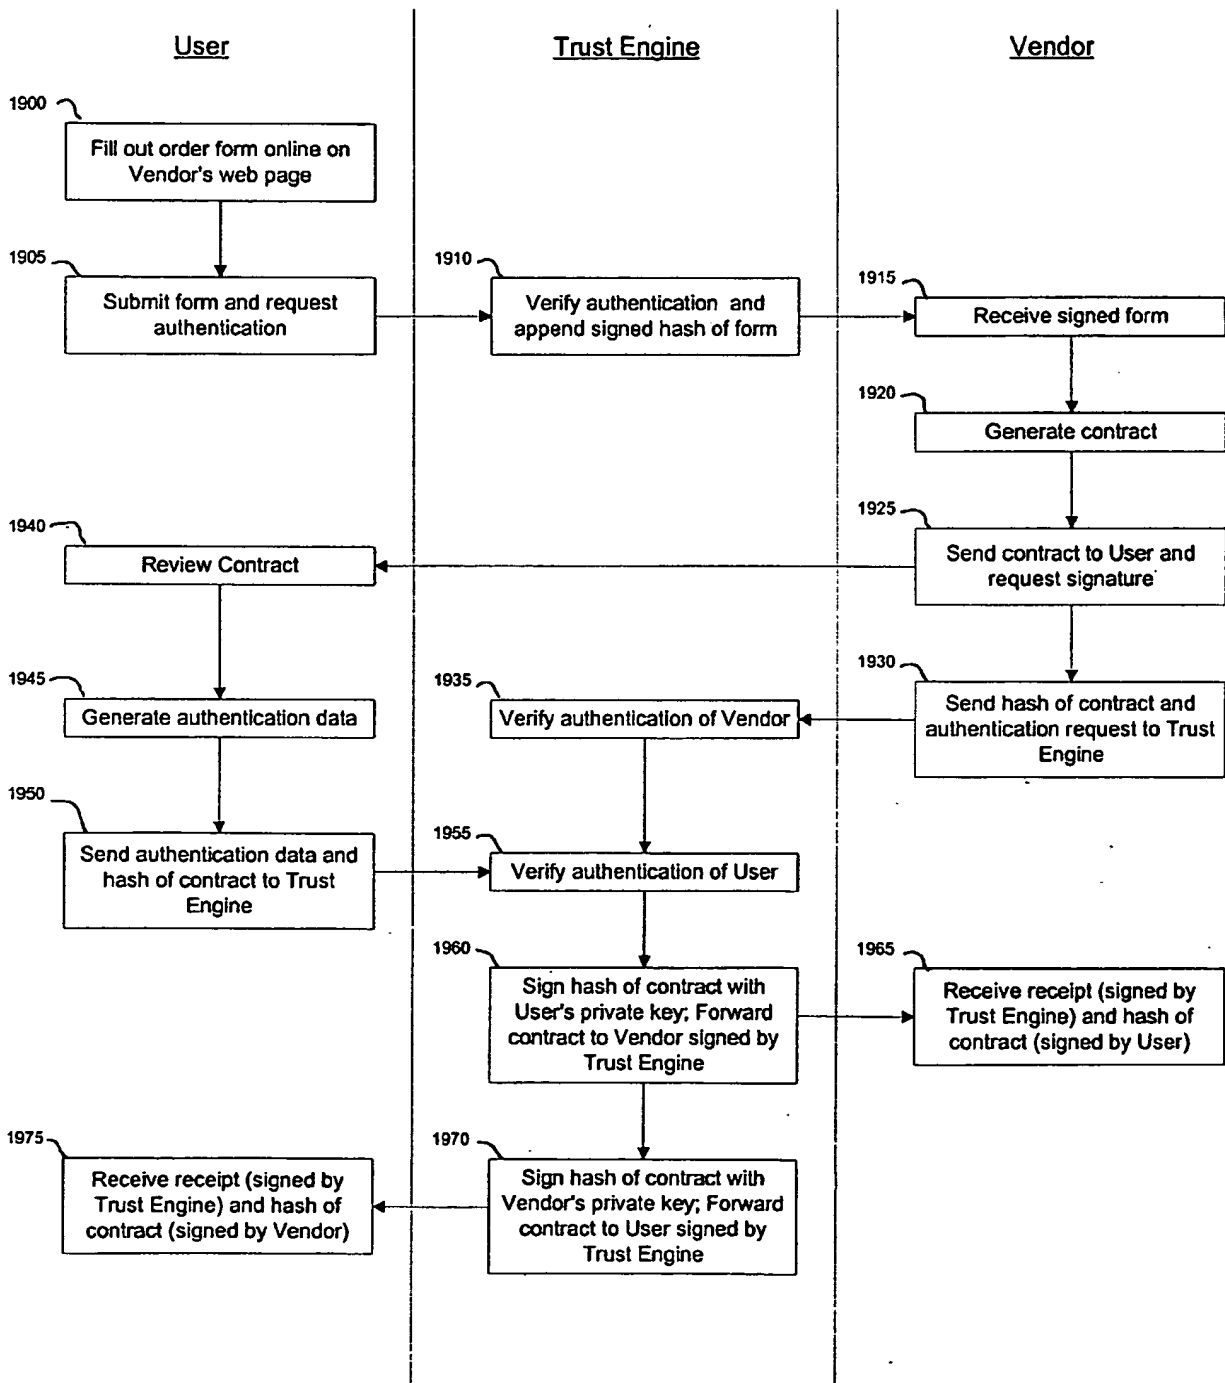 User
Trust Engine
Vendor
1900
Fill out order form online on
Vendor's web page
1905
Submit form and request
authentication
1910
Verify authentication and
append signed hash of form
1915
Receive signed form
1920
Generate contract
1925
Send contract to User and
request signature
1940
Review Contract
1930
Send hash of contract and
authentication request to Trust
Engine
1935
Verify authentication of Vendor
1945
Generate authentication data
1950
Send authentication data and
hash of contract to Trust
Engine
1955
Verify authentication of User
1960
Sign hash of contract with
User's private key; Forward
contract to Vendor signed by
Trust Engine
1965
Receive receipt (signed by
Trust Engine) and hash of
contract (signed by User)
1970
Sign hash of contract with
Vendor's private key; Forward
contract to User signed by
Trust Engine
1975
Receive receipt (signed by
Trust Engine) and hash of
contract (signed by Vendor)